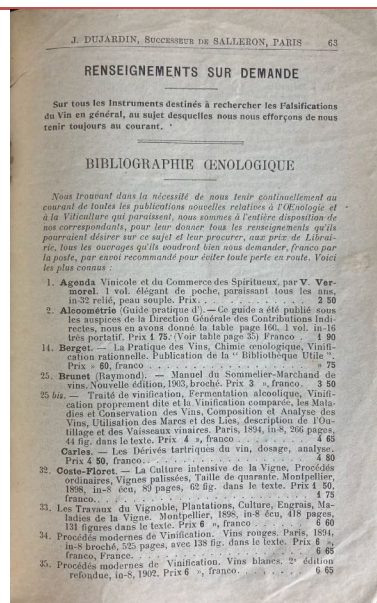 J. DUJARDIN, SUCCESSEUR DE SALLERON, PARIS 63
RENSEIGNEMENTS SUR DEMANDE
Sur tous les Instruments destinés à rechercher les Falsifications
du Vin en général, au sujet desquelles nous nous efforçons de nous
tenir toujours au courant.
BIBLIOGRAPHIE ŒNOLOGIQUE
Nous trouvant dans la nécessité de nous tenir continuellement au
courant de toutes les publications nouvelles relatives à l'Œnologie et
à la Viticulture qui paraissent, nous sommes à l'entière disposition de
nos correspondants, pour leur donner tous les renseignements qu'ils
pourraient désirer sur ce sujet et leur procurer, aux prix de Librai-
rie, tous les ouvrages qu'ils voudront bien nous demander, franco par
la poste, par envoi recommandé pour éviter toute perte en route. Voici
les plus connus :
1. Agenda Vinicole et du Commerce des Spiritueux, par V. Ver-
morel. 1 vol. élégant de poche, paraissant tous les ans,
in-32 relié, peau souple. Prix. . . . . . . . . . . . 2 50
2. Alcoométrie (Guide pratique d'). — Ce guide a été publié sous
les auspices de la Direction Générale des Contributions Indi-
rectes, nous en avons donné la table page 160. 1 vol. in-16
très portatif. Prix 1 75. (Voir table page 35) Franco . 1 90
14. Berget. — La Pratique des Vins, Chimie œnologique, Vinifi-
cation rationnelle. Publication de la " Bibliothèque Utile ".
Prix » 60, franco . . . . . . . . . . . . » 75
25. Brunet (Raymond). — Manuel du Sommelier-Marchand de
vins. Nouvelle édition, 1903, broché. Prix 3 », franco. 3 50
25 bis. — Traité de vinification, Fermentation alcoolique, Vinifi-
cation proprement dite et la Vinification comparée, les Mala-
dies et Conservation des Vins, Composition et Analyse des
Vins, Utilisation des Marcs et des Lies, description de l'Ou-
tillage et des Vaisseaux vinaires. Paris, 1894, in-8, 266 pages,
44 fig. dans le texte. Prix 4 », franco . . . . . . . 4 65
Carles. — Les Dérivés tartriques du vin, dosage, analyse.
Prix 4 50, franco. . . . . . . . . . . . . 4 80
32. Coste-Floret. — La Culture intensive de la Vigne, Procédés
ordinaires, Vignes palissées, Taille de quarante. Montpellier,
1898, in-8 écu, 89 pages, 62 fig. dans le texte. Prix 1 50,
franco. . . . . . . . . . . . . . . . 1 75
33. Les Travaux du Vignoble, Plantations, Culture, Engrais, Ma-
ladies de la Vigne. Montpellier, 1898, in-8 écu, 418 pages,
131 figures dans le texte. Prix 6 », franco . . . . . 6 60
34. Procédés modernes de Vinification. Vins rouges. Paris, 1894,
in-8 broché, 525 pages, avec 138 fig. dans le texte. Prix 6 »,
franco, France. . . . . . . . . . . . . . 6 65
35. Procédés modernes de Vinification. Vins blancs. 2e édition
refondue, in-8, 1902. Prix 6 », franco. . . . . . . 6 65